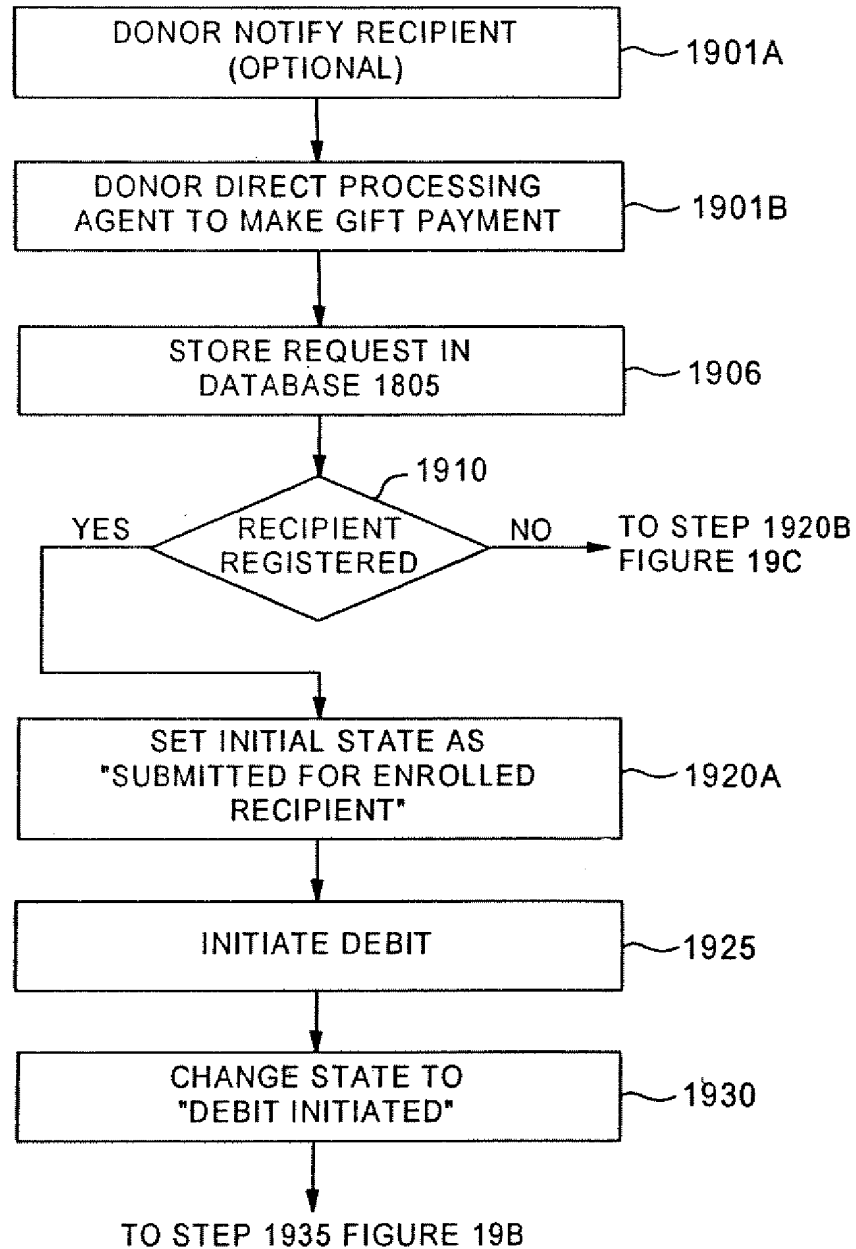 DONOR NOTIFY RECIPIENT
(OPTIONAL)
1901A
DONOR DIRECT PROCESSING
AGENT TO MAKE GIFT PAYMENT
1901B
STORE REQUEST IN
DATABASE 1805
1906
1910
YES
RECIPIENT
REGISTERED
NO
TO STEP 1920B
FIGURE 19C
SET INITIAL STATE AS
"SUBMITTED FOR ENROLLED
RECIPIENT"
1920A
INITIATE DEBIT
1925
CHANGE STATE TO
"DEBIT INITIATED"
1930
TO STEP 1935 FIGURE 19B